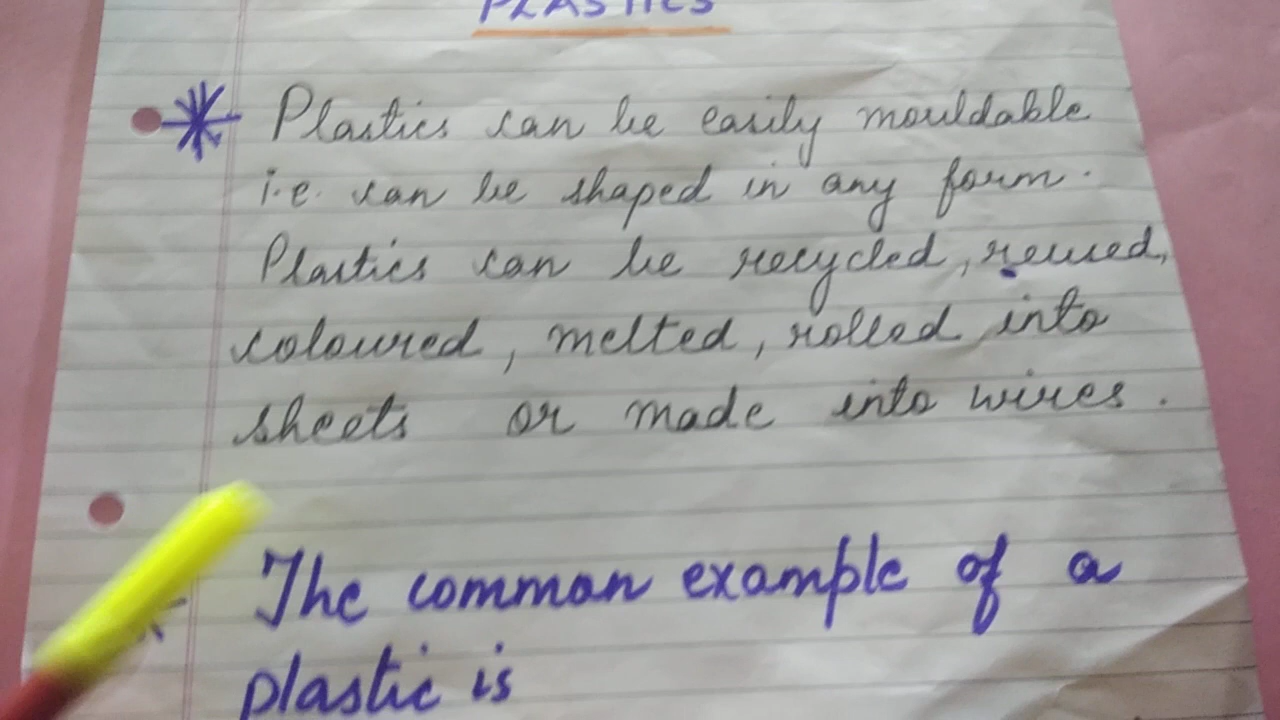 PLASTICS
Plastics can be easily mouldable
i.e. can be shaped in any form.
Plastics can be recycled, reused,
coloured, melted, rolled into
sheets or made into wires.
The common example of a
plastic is